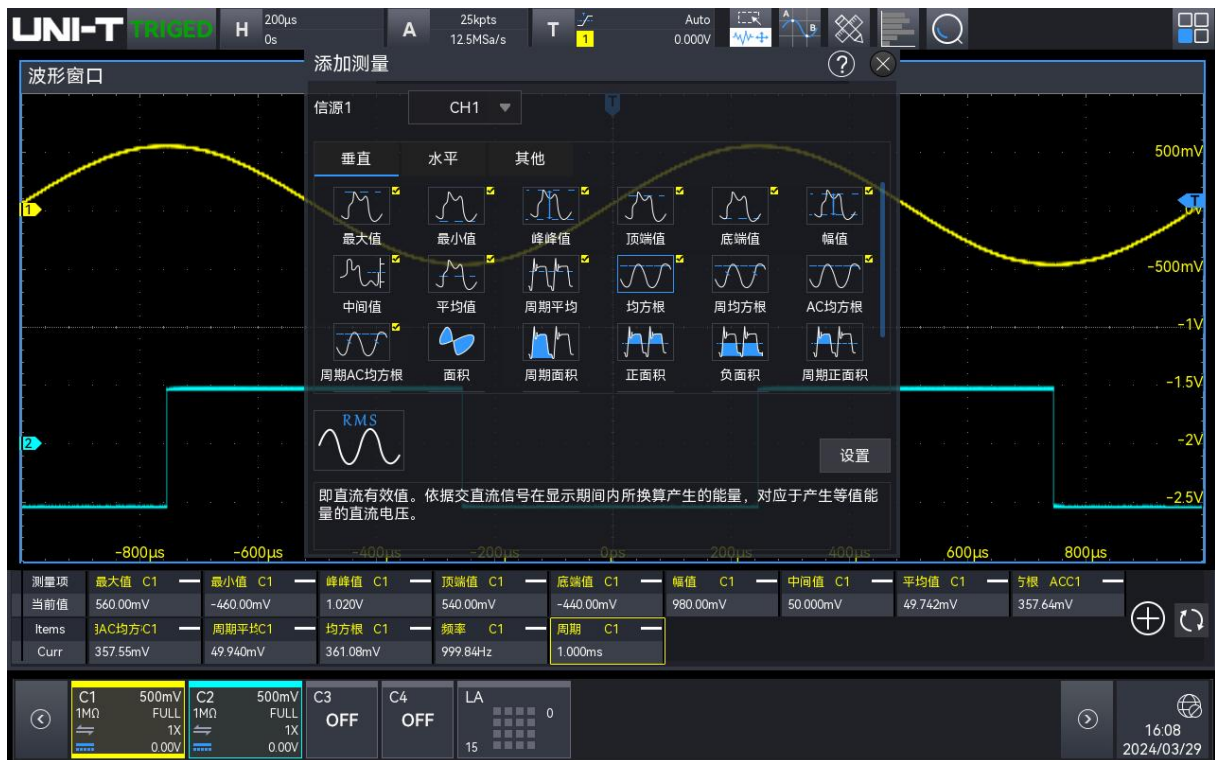 UNI-T TRIGED H 200µs 0s A 25kpts 12.5MSa/s T 1 Auto 0.000V
波形窗口
添加测量
信源1 CH1
垂直 水平 其他
最大值 最小值 峰峰值 顶端值 底端值 幅值
中间值 平均值 周期平均 均方根 周均方根 AC均方根
周期AC均方根 面积 周期面积 正面积 负面积 周期正面积
RMS
设置
即直流有效值。依据交直流信号在显示期间内所换算产生的能量，对应于产生等值能
量的直流电压。
T
500mV
T
0V
-500mV
-1V
-1.5V
-2V
-2.5V
1
2
-800µs -600µs -400µs -200µs 0ps 200µs 400µs 600µs 800µs
测量项 最大值 C1 最小值 C1 峰峰值 C1 顶端值 C1 底端值 C1 幅值 C1 中间值 C1 平均值 C1 方根 ACC1
当前值 560.00mV -460.00mV 1.020V 540.00mV -440.00mV 980.00mV 50.000mV 49.742mV 357.64mV
Items AC均方 C1 周期平均C1 均方根 C1 频率 C1 周期 C1
Curr 357.55mV 49.940mV 361.08mV 999.84Hz 1.000ms
C1 500mV C2 500mV C3 C4 LA
1MΩ FULL 1MΩ FULL OFF OFF 0
1X 1X
0.00V 0.00V 15
16:08
2024/03/29